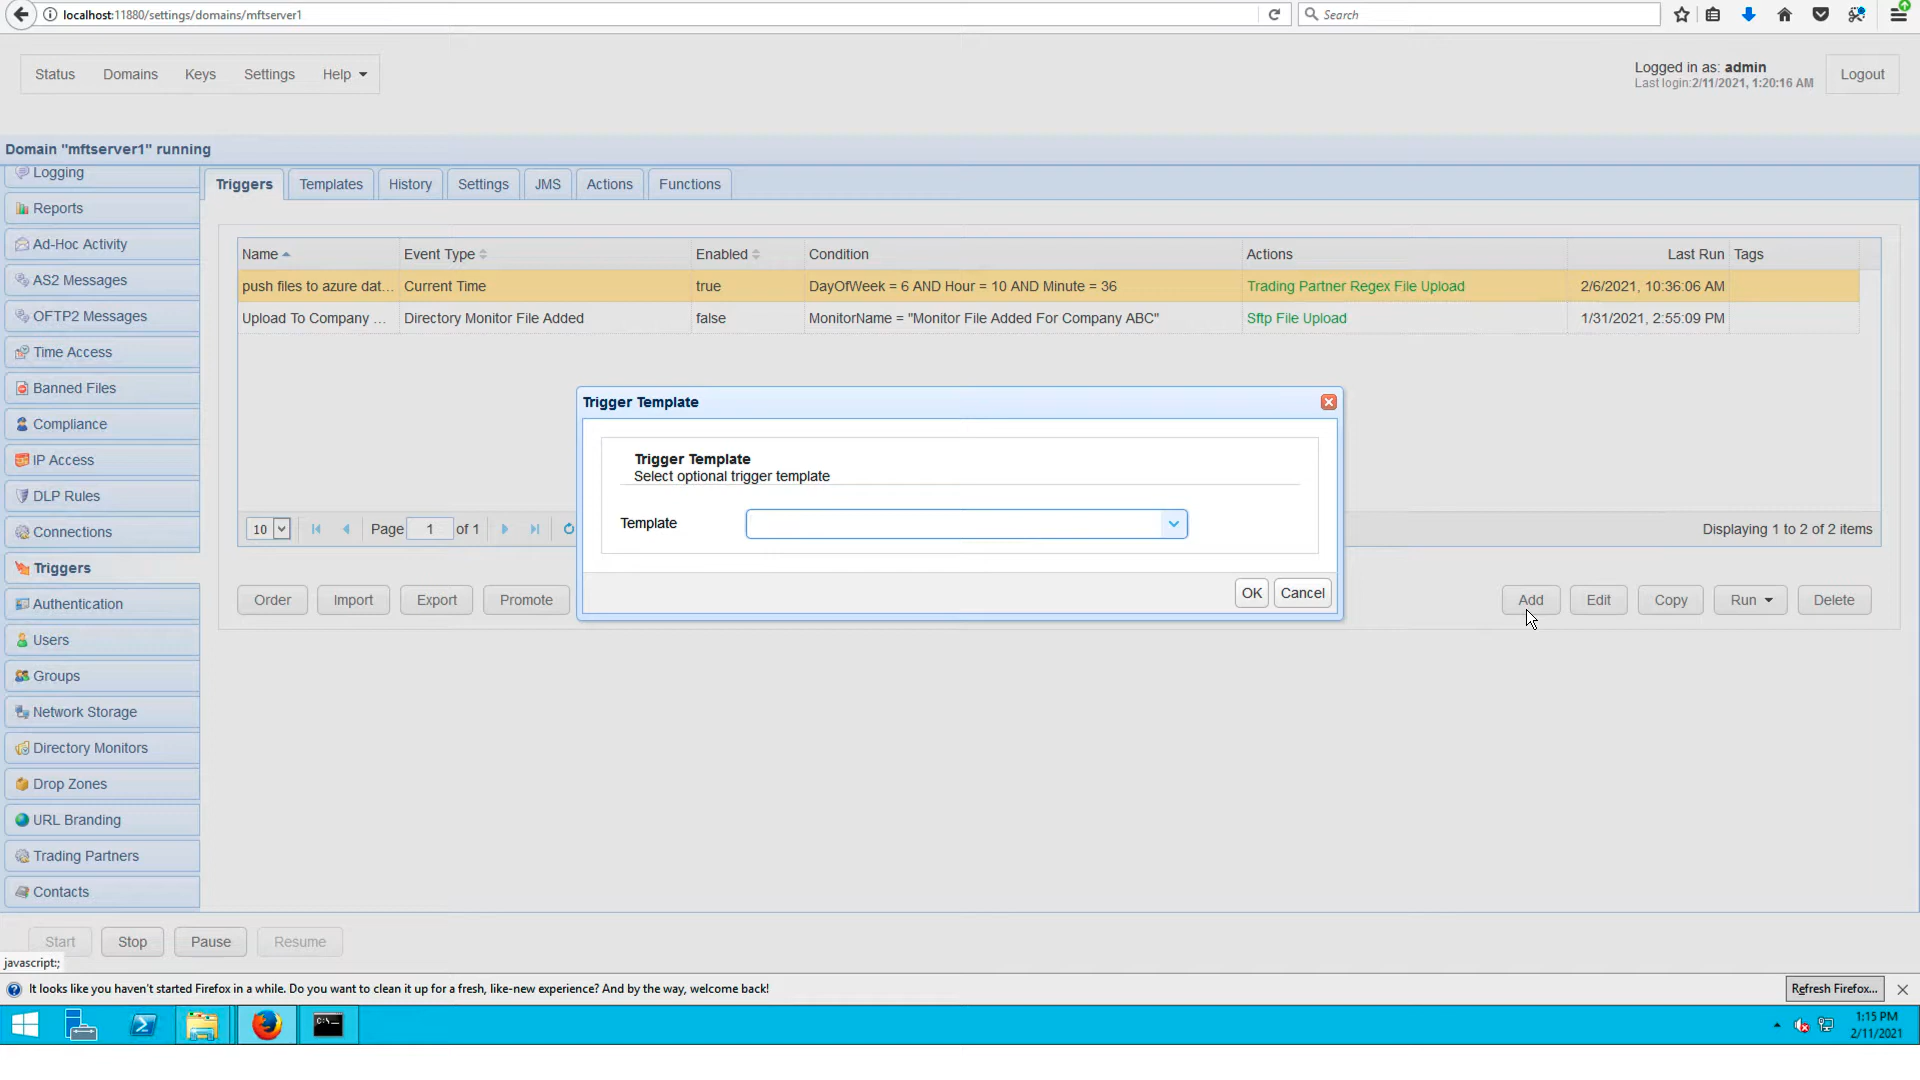 localhost:11880/settings/domains/mftserver1
Search
Status Domains Keys Settings Help
Logged in as: admin
Last login:2/11/2021, 1:20:16 AM
Logout
Domain "mftserver1" running
Logging
Reports
Ad-Hoc Activity
AS2 Messages
OFTP2 Messages
Time Access
Banned Files
Compliance
IP Access
DLP Rules
Connections
Triggers
Authentication
Users
Groups
Network Storage
Directory Monitors
Drop Zones
URL Branding
Trading Partners
Contacts
Triggers Templates History Settings JMS Actions Functions
Name Event Type Enabled Condition Actions Last Run Tags
push files to azure dat... Current Time true DayOfWeek = 6 AND Hour = 10 AND Minute = 36 Trading Partner Regex File Upload 2/6/2021, 10:36:06 AM
Upload To Company ... Directory Monitor File Added false MonitorName = "Monitor File Added For Company ABC" Sftp File Upload 1/31/2021, 2:55:09 PM
Trigger Template
Trigger Template
Select optional trigger template
Template
OK Cancel
10 Page 1 of 1 Displaying 1 to 2 of 2 items
Order Import Export Promote Add Edit Copy Run Delete
Start Stop Pause Resume
javascript:;
It looks like you haven't started Firefox in a while. Do you want to clean it up for a fresh, like-new experience? And by the way, welcome back!
Refresh Firefox...
C:\.
1:15 PM
2/11/2021